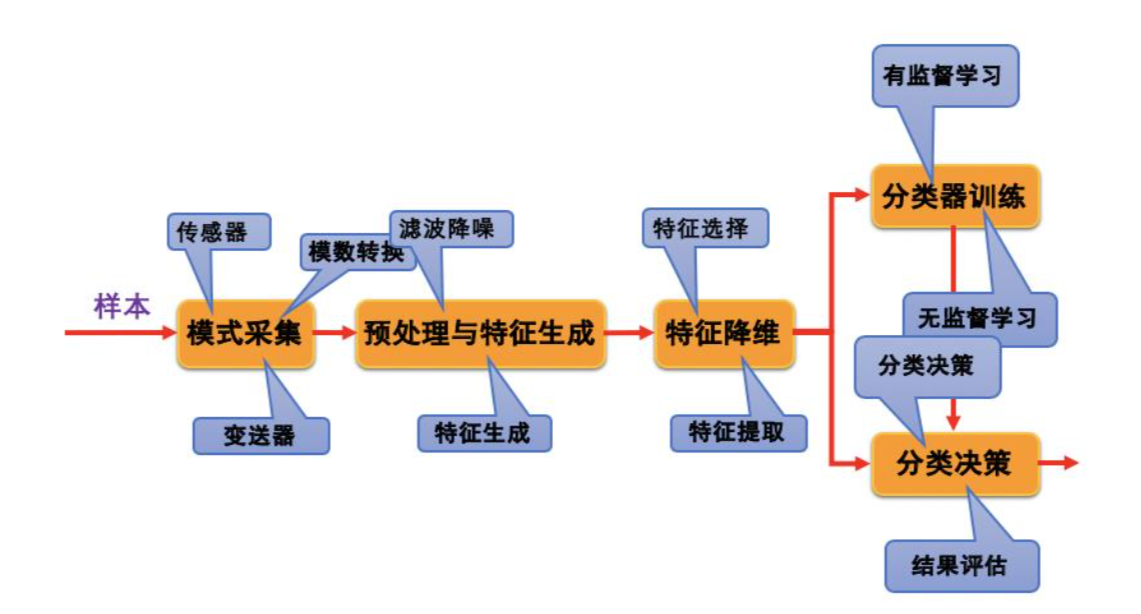 有监督学习
分类器训练
传感器
模数转换
滤波降噪
特征选择
样本
模式采集
预处理与特征生成
特征降维
无监督学习
分类决策
变送器
特征生成
特征提取
分类决策
结果评估